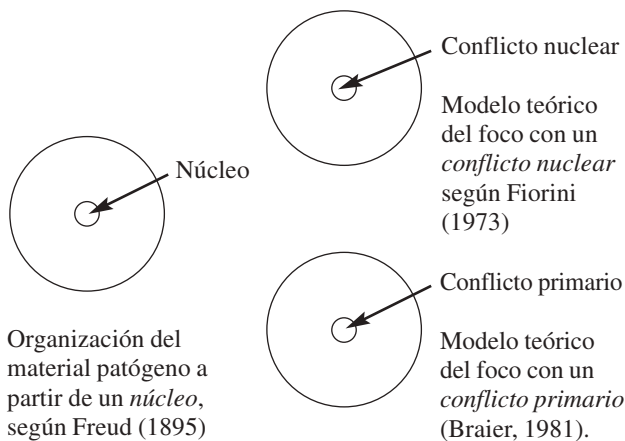 Núcleo
Organización del
material patógeno a
partir de un núcleo,
según Freud (1895)
Conflicto nuclear
Modelo teórico
del foco con un
conflicto nuclear
según Fiorini
(1973)
Conflicto primario
Modelo teórico
del foco con un
conflicto primario
(Braier, 1981).